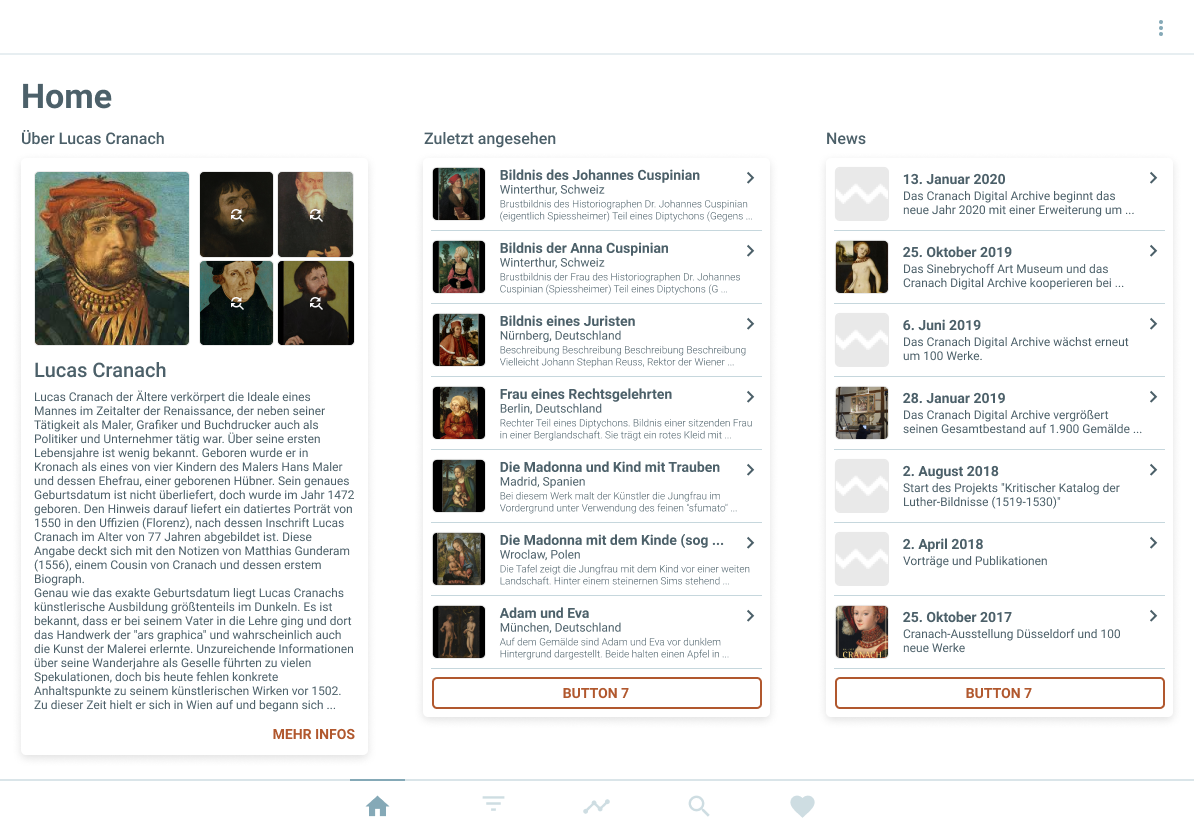 Home
Über Lucas Cranach
Lucas Cranach
Lucas Cranach der Ältere verkörpert die Ideale eines
Mannes im Zeitalter der Renaissance, der neben seiner
Tätigkeit als Maler, Grafiker und Buchdrucker auch als
Politiker und Unternehmer tätig war. Über seine ersten
Lebensjahre ist wenig bekannt. Geboren wurde er in
Kronach als eines von vier Kindern des Malers Hans Maler
und dessen Ehefrau, einer geborenen Hübner. Sein genaues
Geburtsdatum ist nicht überliefert, doch wurde im Jahr 1472
geboren. Den Hinweis darauf liefert ein datiertes Porträt von
1550 in den Uffizien (Florenz), nach dessen Inschrift Lucas
Cranach im Alter von 77 Jahren abgebildet ist. Diese
Angabe deckt sich mit den Notizen von Matthias Gunderam
(1556), einem Cousin von Cranach und dessen erstem
Biograph.
Genau wie das exakte Geburtsdatum liegt Lucas Cranachs
künstlerische Ausbildung größtenteils im Dunkeln. Es ist
bekannt, dass er bei seinem Vater in die Lehre ging und dort
das Handwerk der "ars graphica" und wahrscheinlich auch
die Kunst der Malerei erlernte. Unzureichende Informationen
über seine Wanderjahre als Geselle führten zu vielen
Spekulationen, doch bis heute fehlen konkrete
Anhaltspunkte zu seinem künstlerischen Wirken vor 1502.
Zu dieser Zeit hielt er sich in Wien auf und begann sich ...
MEHR INFOS
Zuletzt angesehen
Bildnis des Johannes Cuspinian
Winterthur, Schweiz
Brustbildnis des Historiographen Dr. Johannes Cuspinian
(eigentlich Spiessheimer) Teil eines Diptychons (Gegens ...
Bildnis der Anna Cuspinian
Winterthur, Schweiz
Brustbildnis der Frau des Historiographen Dr. Johannes
Cuspinian (Spiessheimer) Teil eines Diptychons (G ...
Bildnis eines Juristen
Nürnberg, Deutschland
Beschreibung Beschreibung Beschreibung Beschreibung
Vielleicht Johann Stephan Reuss, Rektor der Wiener ...
Frau eines Rechtsgelehrten
Berlin, Deutschland
Rechter Teil eines Diptychons. Bildnis einer sitzenden Frau
in einer Berglandschaft. Sie trägt ein rotes Kleid mit ...
Die Madonna und Kind mit Trauben
Madrid, Spanien
Bei diesem Werk malt der Künstler die Jungfrau im
Vordergrund unter Verwendung des feinen "sfumato" ...
Die Madonna mit dem Kinde (sog ...
Wroclaw, Polen
Die Tafel zeigt die Jungfrau mit dem Kind vor einer weiten
Landschaft. Hinter einem steinernen Sims stehend ...
Adam und Eva
München, Deutschland
Auf dem Gemälde sind Adam und Eva vor dunklem
Hintergrund dargestellt. Beide halten einen Apfel in ...
BUTTON 7
News
13. Januar 2020
Das Cranach Digital Archive beginnt das
neue Jahr 2020 mit einer Erweiterung um ...
25. Oktober 2019
Das Sinebrychoff Art Museum und das
Cranach Digital Archive kooperieren bei ...
6. Juni 2019
Das Cranach Digital Archive wächst erneut
um 100 Werke.
28. Januar 2019
Das Cranach Digital Archive vergrößert
seinen Gesamtbestand auf 1.900 Gemälde ...
2. August 2018
Start des Projekts "Kritischer Katalog der
Luther-Bildnisse (1519-1530)"
2. April 2018
Vorträge und Publikationen
CRANACH
25. Oktober 2017
Cranach-Ausstellung Düsseldorf und 100
neue Werke
BUTTON 7